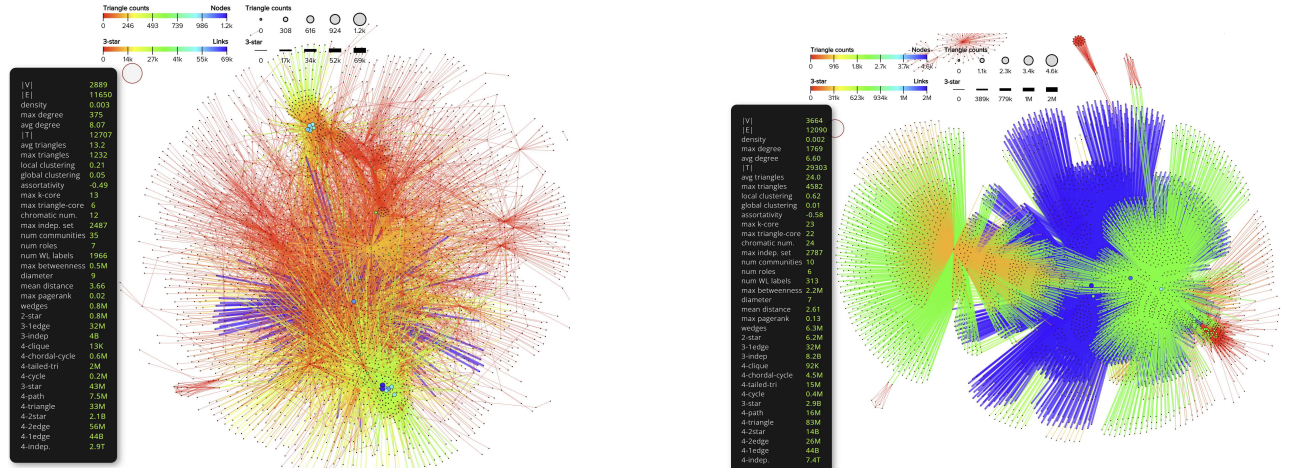 Triangle counts Nodes
0 246 493 739 986 1.2k
3-star Links
0 14k 27k 41k 55k 69k
Triangle counts
0 308 616 924 1.2k
3-star
0 17k 34k 52k 69k
|V| 2889
|E| 11650
density 0.003
max degree 375
avg degree 8.07
|T| 12707
avg triangles 13.2
max triangles 1232
local clustering 0.21
global clustering 0.05
assortativity -0.49
max k-core 13
max triangle-core 6
chromatic num. 12
max indep. set 2487
num communities 35
num roles 7
num WL labels 1966
max betweenness 0.5M
diameter 9
mean distance 3.66
max pagerank 0.02
wedges 0.8M
2-star 0.8M
3-1edge 32M
3-indep 4B
4-clique 13K
4-chordal-cycle 0.6M
4-tailed-tri 2M
4-cycle 0.2M
3-star 43M
4-path 7.5M
4-triangle 33M
4-2star 2.1B
4-2edge 56M
4-1edge 44B
4-indep. 2.9T
Triangle counts Nodes
0 916 1.8k 2.7k 3.7k 4.6k
3-star Links
0 311k 623k 934k 1M 2M
Triangle counts
0 1.1k 2.3k 3.4k 4.6k
3-star
0 389k 779k 1M 2M
|V| 3664
|E| 12090
density 0.002
max degree 1769
avg degree 6.60
|T| 29303
avg triangles 24.0
max triangles 4582
local clustering 0.62
global clustering 0.01
assortativity -0.58
max k-core 23
max triangle-core 22
chromatic num. 24
max indep. set 2787
num communities 10
num roles 6
num WL labels 313
max betweenness 2.2M
diameter 7
mean distance 2.61
max pagerank 0.13
wedges 6.3M
2-star 6.2M
3-1edge 32M
3-indep 8.2B
4-clique 92K
4-chordal-cycle 4.5M
4-tailed-tri 15M
4-cycle 0.4M
3-star 2.9B
4-path 16M
4-triangle 83M
4-2star 14B
4-2edge 26M
4-1edge 44B
4-indep. 7.4T